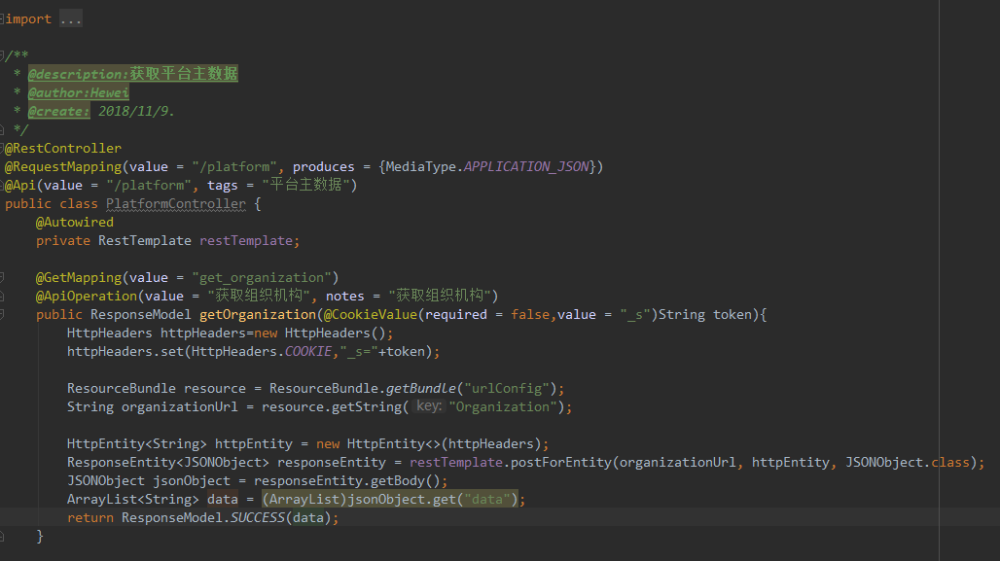 import ...
/**
* @description:获取平台主数据
* @author:Hewei
* @create: 2018/11/9.
*/
@RestController
@RequestMapping(value = "/platform", produces = {MediaType.APPLICATION_JSON})
@Api(value = "/platform", tags = "平台主数据")
public class PlatformController {
@Autowired
private RestTemplate restTemplate;
@GetMapping(value = "get_organization")
@ApiOperation(value = "获取组织机构", notes = "获取组织机构")
public ResponseModel getOrganization(@CookieValue(required = false,value = "_s")String token){
HttpHeaders httpHeaders=new HttpHeaders();
httpHeaders.set(HttpHeaders.COOKIE,"_s="+token);
ResourceBundle resource = ResourceBundle.getBundle("urlConfig");
String organizationUrl = resource.getString( key: "Organization");
HttpEntity<String> httpEntity = new HttpEntity<>(httpHeaders);
ResponseEntity<JSONObject> responseEntity = restTemplate.postForEntity(organizationUrl, httpEntity, JSONObject.class);
JSONObject jsonObject = responseEntity.getBody();
ArrayList<String> data = (ArrayList)jsonObject.get("data");
return ResponseModel.SUCCESS(data);
}